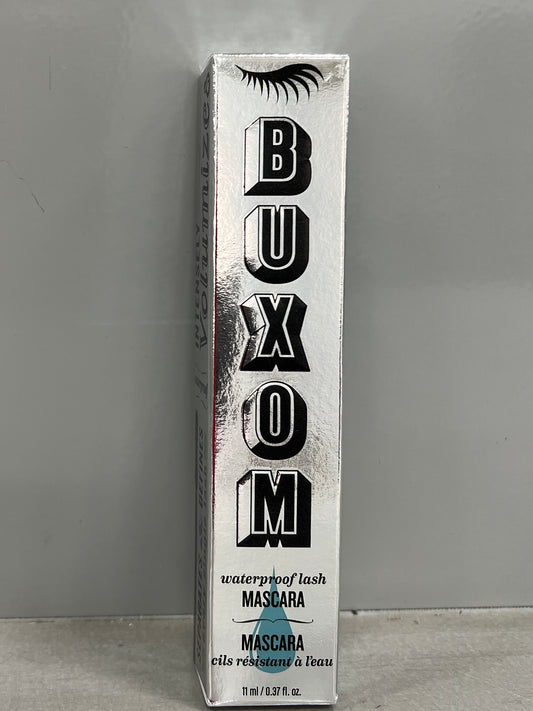 BUXOM
waterproof lash
MASCARA
MASCARA
cils résistant à l'eau
11 ml / 0.37 fl. oz.